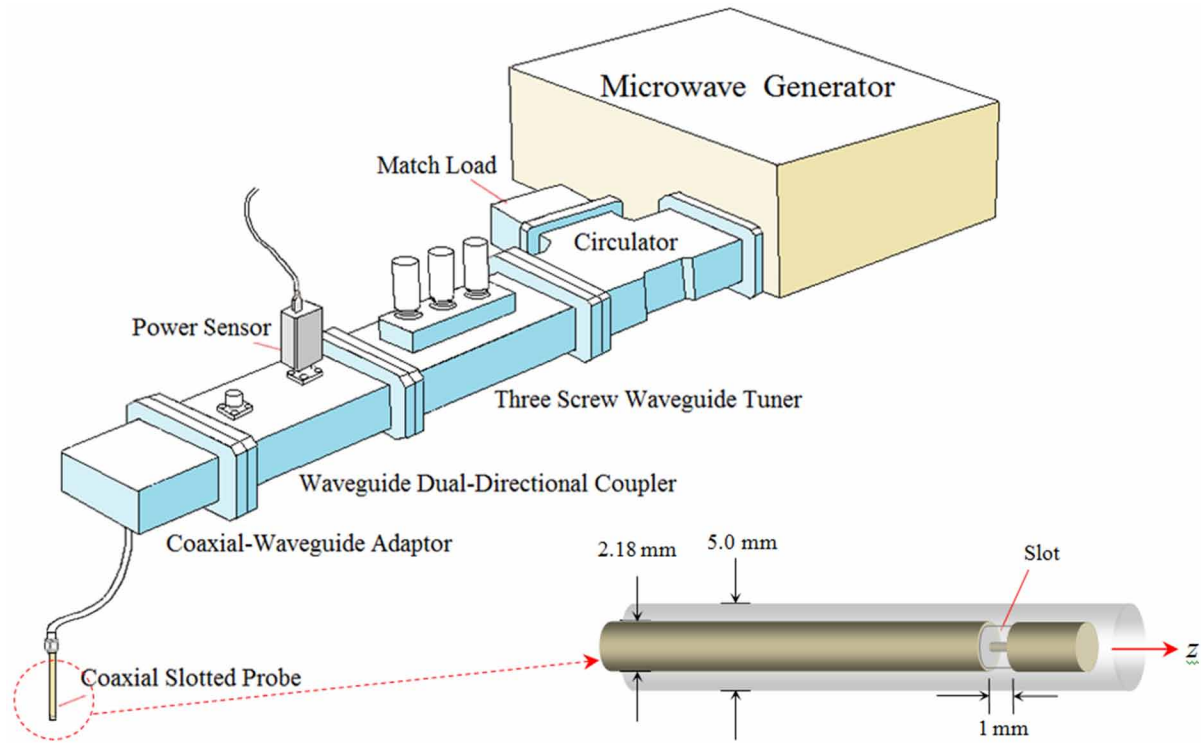 Microwave Generator
Match Load
Circulator
Power Sensor
Three Screw Waveguide Tuner
Waveguide Dual-Directional Coupler
Coaxial-Waveguide Adaptor
Coaxial Slotted Probe
2.18 mm
5.0 mm
Slot
z
1 mm